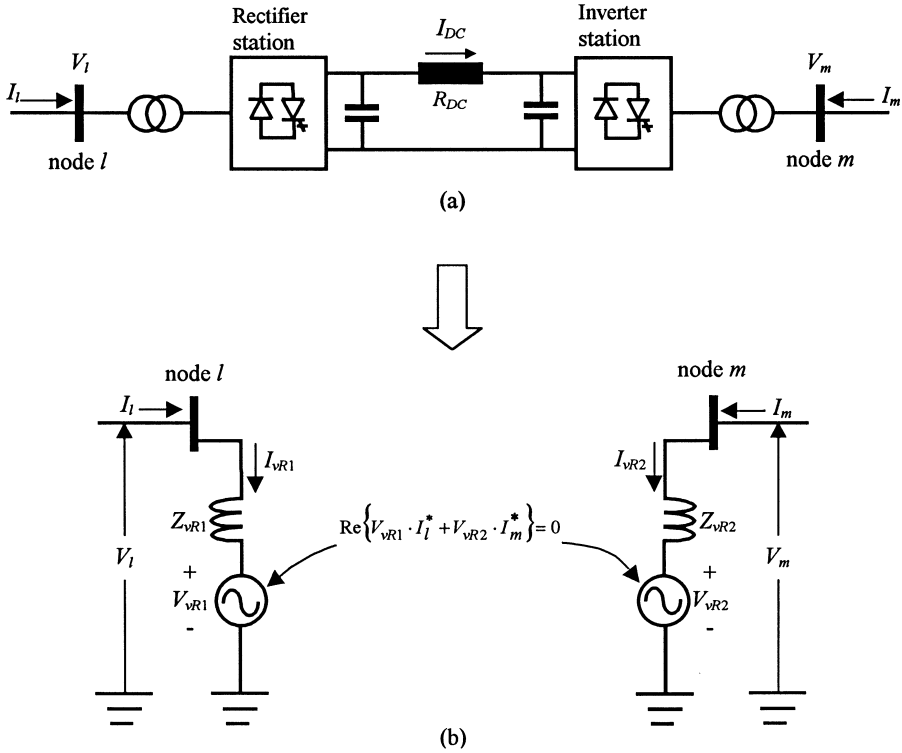 Rectifier
station
Inverter
station
I_DC
V_l
V_m
I_l
I_m
R_DC
node l
node m
(a)
node l
node m
I_l
I_m
I_vR1
I_vR2
Z_vR1
Z_vR2
Re{V_vR1 · I_l^* + V_vR2 · I_m^*} = 0
V_l
V_m
+
+
V_vR1
V_vR2
-
-
(b)